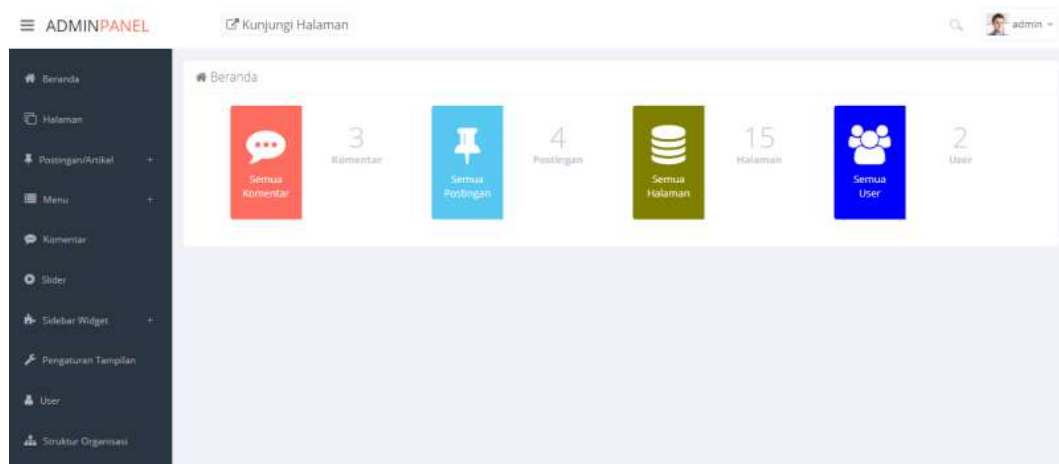 ADMINPANEL
Kunjungi Halaman
admin
Beranda
Halaman
Postingan/Artikel +
Menu +
Komentar
Slider
Sidebar Widget +
Pengaturan Tampilan
User
Struktur Organisasi
Beranda
Semua
Komentar
3
Komentar
Semua
Postingan
4
Postingan
Semua
Halaman
15
Halaman
Semua
User
2
User